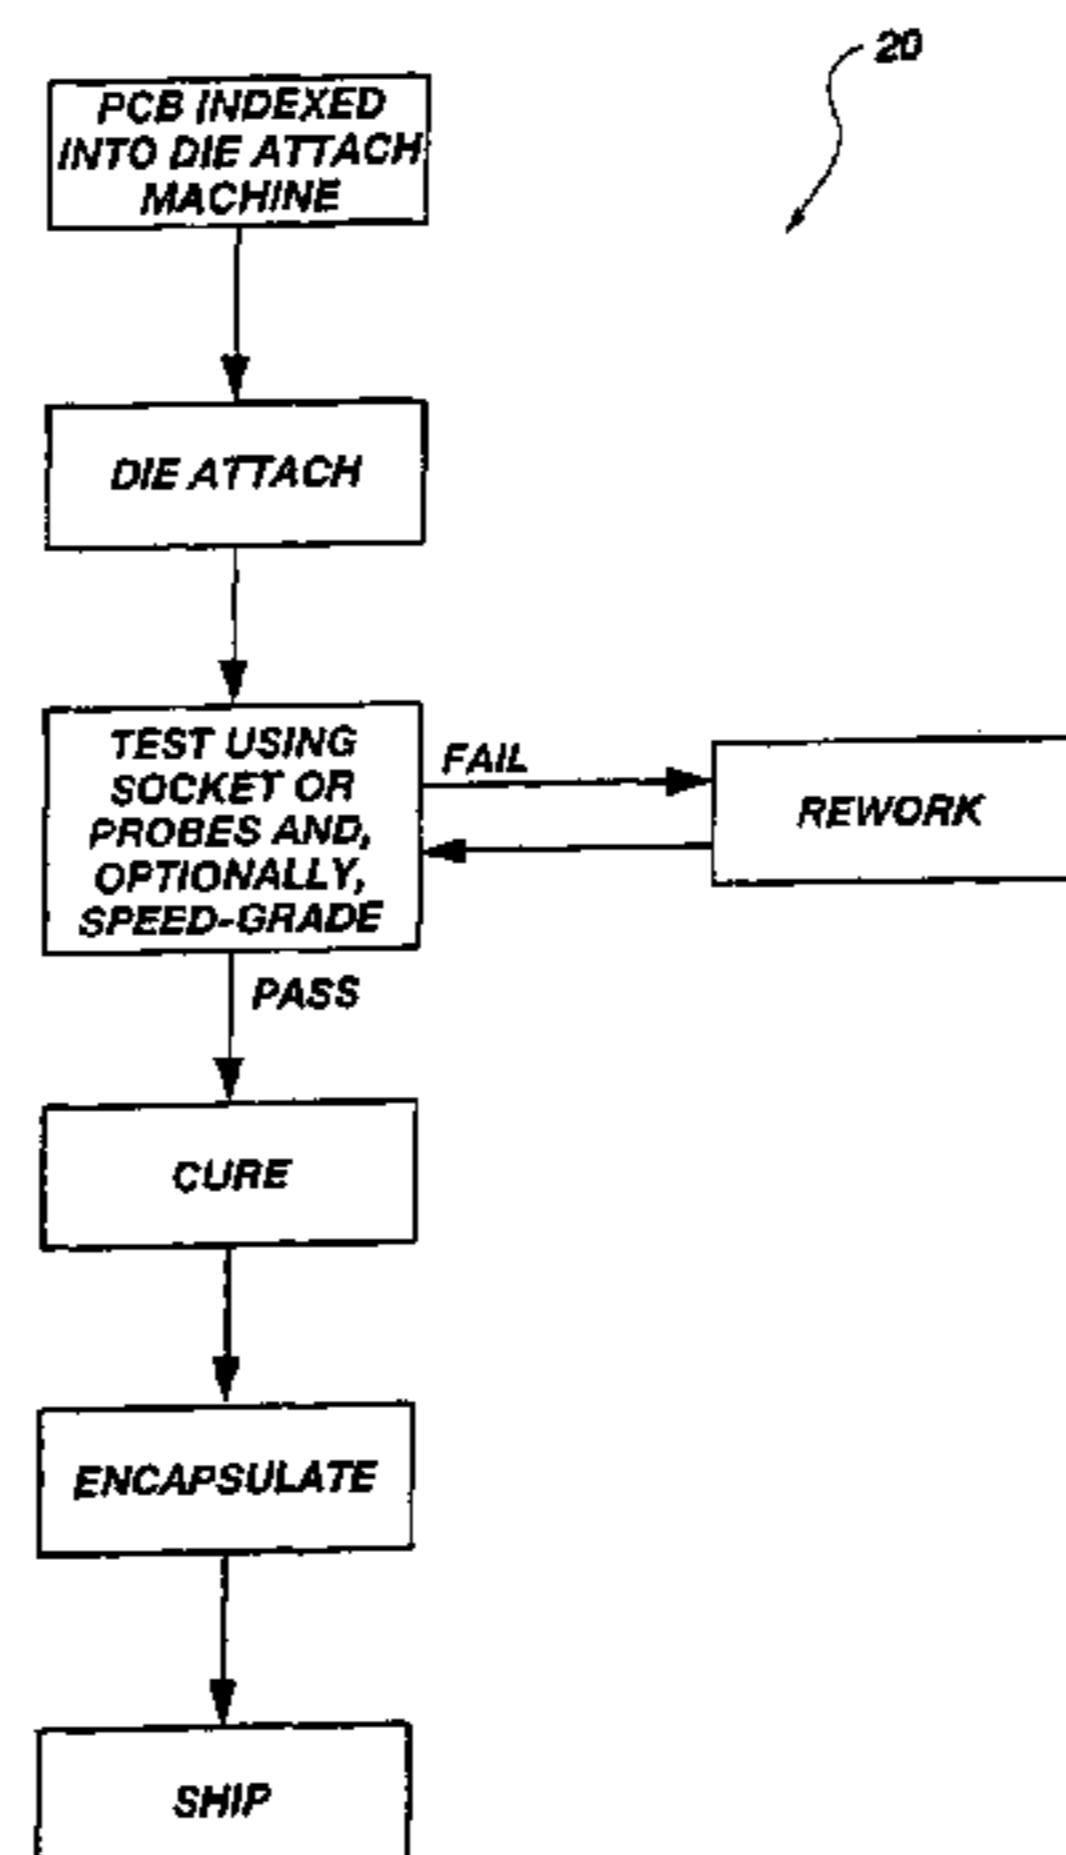 20
PCB INDEXED
INTO DIE ATTACH
MACHINE
DIE ATTACH
TEST USING
SOCKET OR
PROBES AND,
OPTIONALLY,
SPEED-GRADE
FAIL
REWORK
PASS
CURE
ENCAPSULATE
SHIP